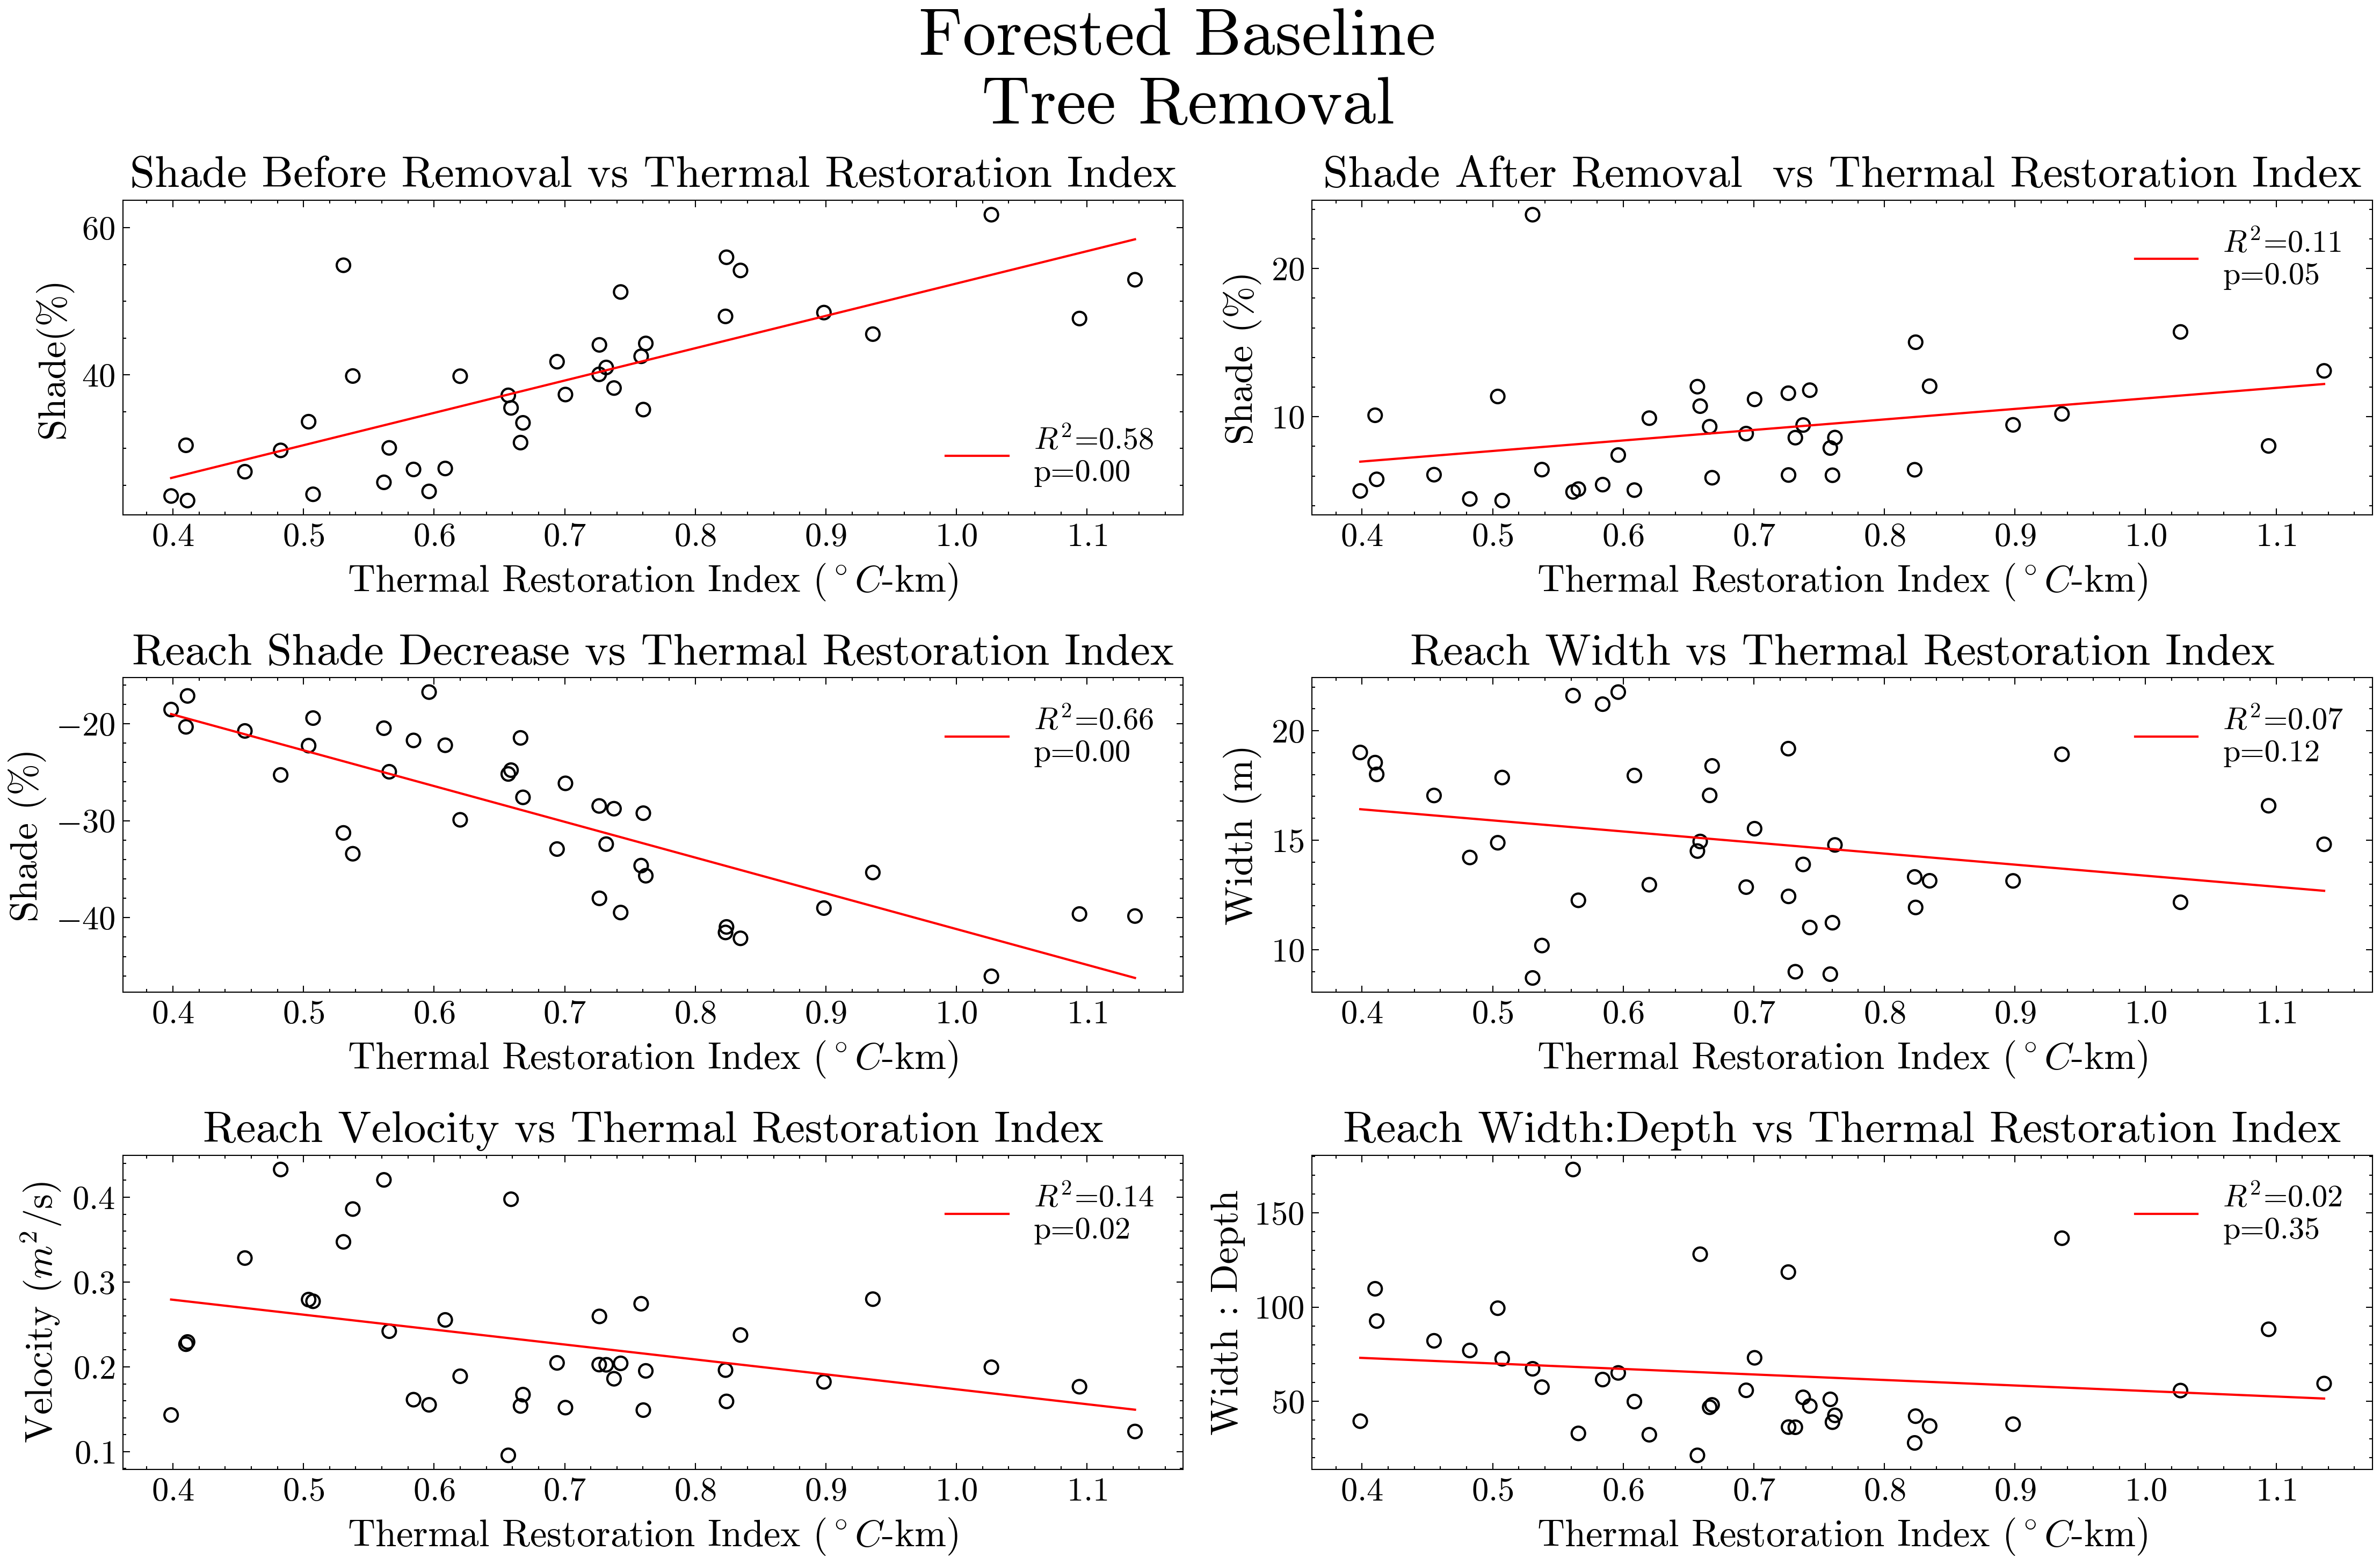 Forested Baseline
Tree Removal
Shade Before Removal vs Thermal Restoration Index
60
40
Shade(%)
R²=0.58
p=0.00
0.4 0.5 0.6 0.7 0.8 0.9 1.0 1.1
Thermal Restoration Index (°C-km)
Shade After Removal vs Thermal Restoration Index
20
10
Shade (%)
R²=0.11
p=0.05
0.4 0.5 0.6 0.7 0.8 0.9 1.0 1.1
Thermal Restoration Index (°C-km)
Reach Shade Decrease vs Thermal Restoration Index
−20
−30
−40
Shade (%)
R²=0.66
p=0.00
0.4 0.5 0.6 0.7 0.8 0.9 1.0 1.1
Thermal Restoration Index (°C-km)
Reach Width vs Thermal Restoration Index
20
15
10
Width (m)
R²=0.07
p=0.12
0.4 0.5 0.6 0.7 0.8 0.9 1.0 1.1
Thermal Restoration Index (°C-km)
Reach Velocity vs Thermal Restoration Index
0.4
0.3
0.2
0.1
Velocity (m²/s)
R²=0.14
p=0.02
0.4 0.5 0.6 0.7 0.8 0.9 1.0 1.1
Thermal Restoration Index (°C-km)
Reach Width:Depth vs Thermal Restoration Index
150
100
50
Width : Depth
R²=0.02
p=0.35
0.4 0.5 0.6 0.7 0.8 0.9 1.0 1.1
Thermal Restoration Index (°C-km)